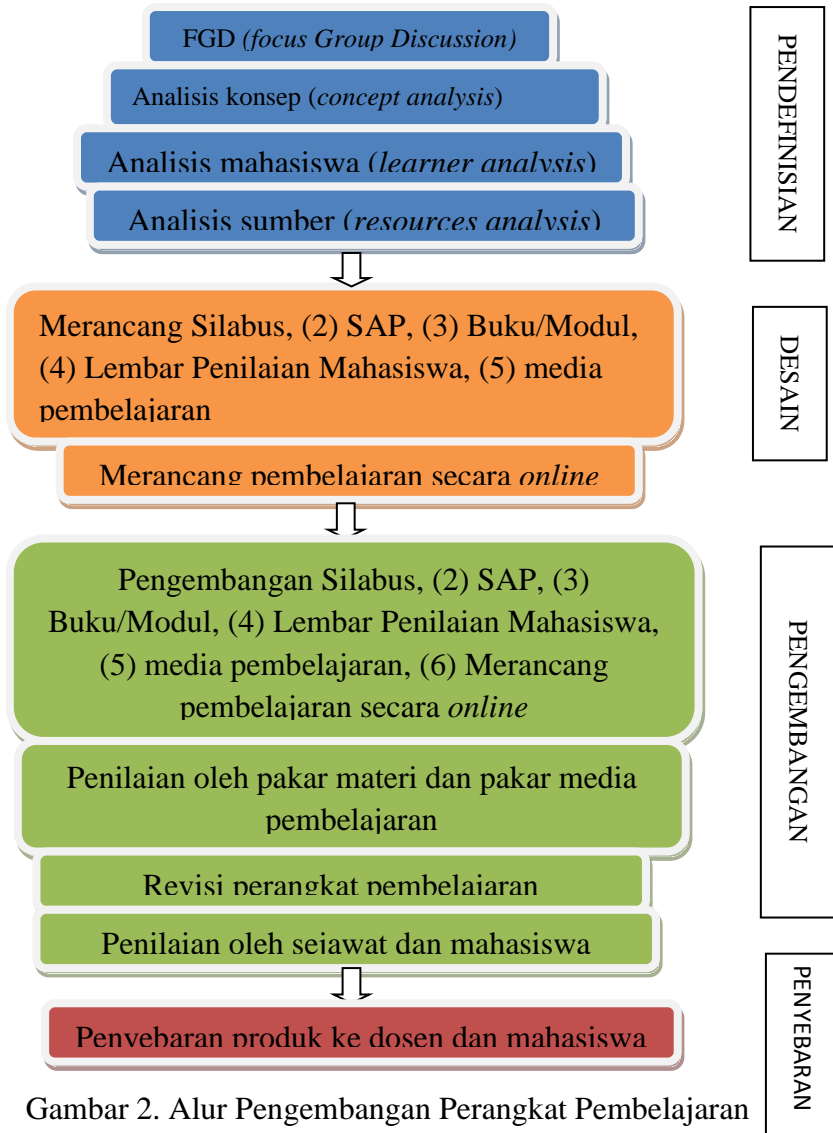 FGD (focus Group Discussion)
Analisis konsep (concept analysis)
Analisis mahasiswa (learner analysis)
Analisis sumber (resources analysis)
PENDEFINISIAN
Merancang Silabus, (2) SAP, (3) Buku/Modul,
(4) Lembar Penilaian Mahasiswa, (5) media
pembelajaran
Merancang pembelajaran secara online
DESAIN
Pengembangan Silabus, (2) SAP, (3)
Buku/Modul, (4) Lembar Penilaian Mahasiswa,
(5) media pembelajaran, (6) Merancang
pembelajaran secara online
Penilaian oleh pakar materi dan pakar media
pembelajaran
Revisi perangkat pembelajaran
Penilaian oleh sejawat dan mahasiswa
PENGEMBANGAN
Penyebaran produk ke dosen dan mahasiswa
PENYEBARAN
Gambar 2. Alur Pengembangan Perangkat Pembelajaran